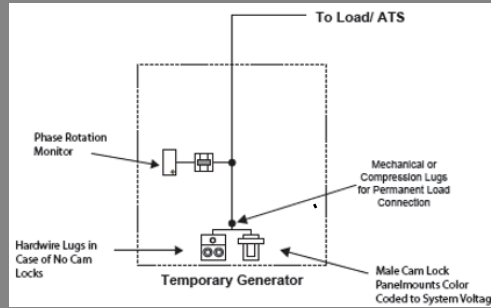 To Load/ ATS
Phase Rotation
Monitor
Mechanical or
Compression Lugs
for Permanent Load
Connection
Hardwire Lugs in
Case of No Cam
Locks
Temporary Generator
Male Cam Lock
Panelmounts Color
Coded to System Voltag